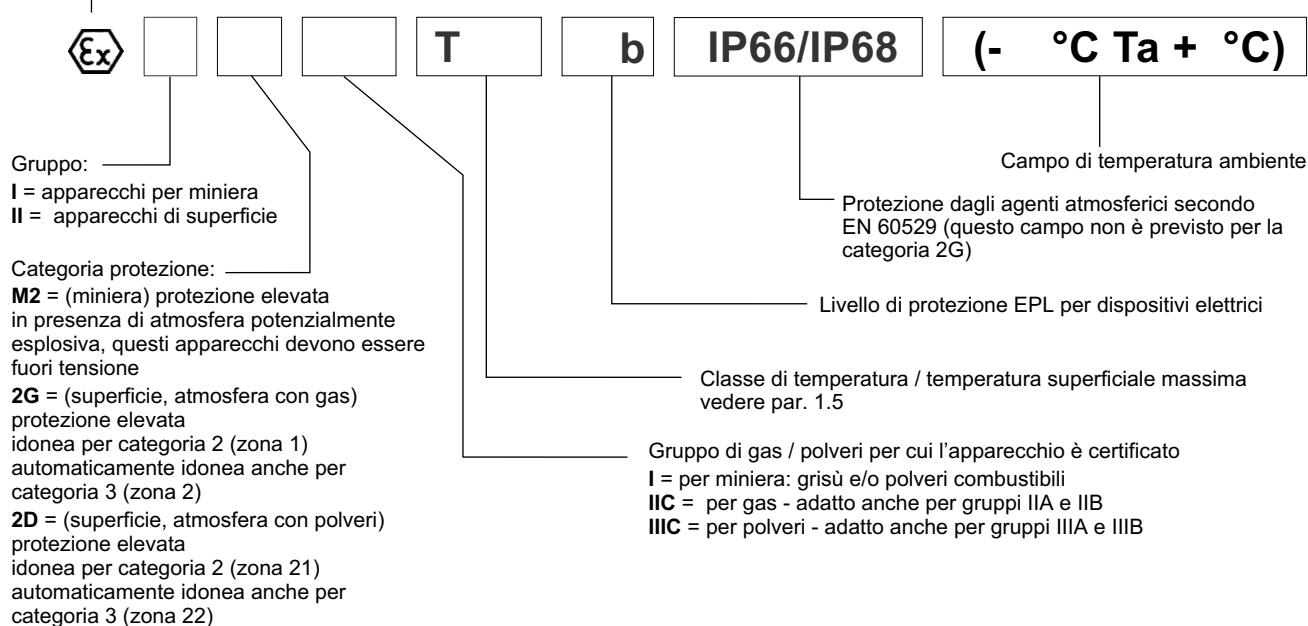 Ex T b IP66/IP68 (- °C Ta + °C)
Gruppo:
I = apparecchi per miniera
II = apparecchi di superficie
Categoria protezione:
M2 = (miniera) protezione elevata
in presenza di atmosfera potenzialmente
esplosiva, questi apparecchi devono essere
fuori tensione
2G = (superficie, atmosfera con gas)
protezione elevata
idonea per categoria 2 (zona 1)
automaticamente idonea anche per
categoria 3 (zona 2)
2D = (superficie, atmosfera con polveri)
protezione elevata
idonea per categoria 2 (zona 21)
automaticamente idonea anche per
categoria 3 (zona 22)
Campo di temperatura ambiente
Protezione dagli agenti atmosferici secondo
EN 60529 (questo campo non è previsto per la
categoria 2G)
Livello di protezione EPL per dispositivi elettrici
Classe di temperatura / temperatura superficiale massima
vedere par. 1.5
Gruppo di gas / polveri per cui l'apparecchio è certificato
I = per miniera: grisù e/o polveri combustibili
IIC = per gas - adatto anche per gruppi IIA e IIB
IIIC = per polveri - adatto anche per gruppi IIIA e IIIB